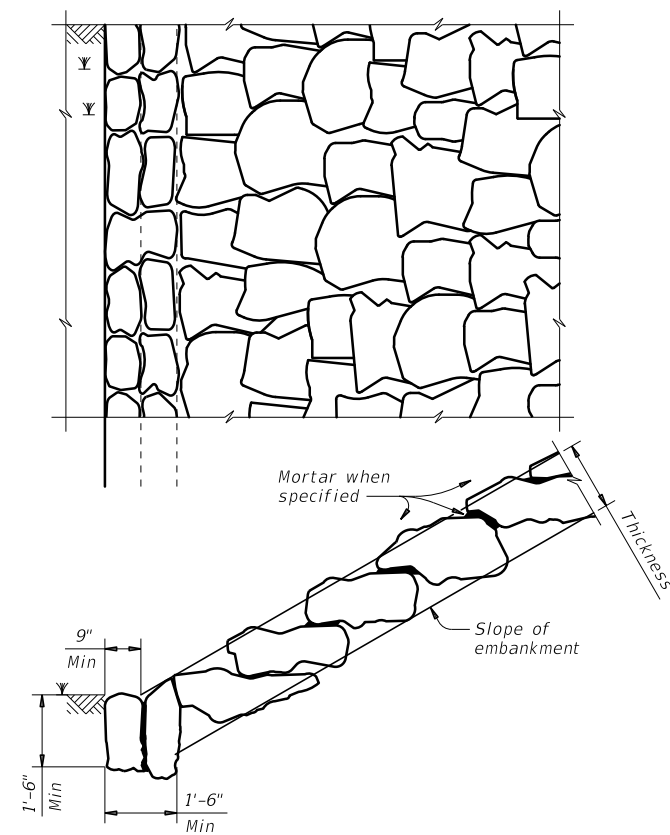 Mortar when
specified
Thickness
Slope of
embankment
9"
Min
1'-6"
Min
1'-6"
Min